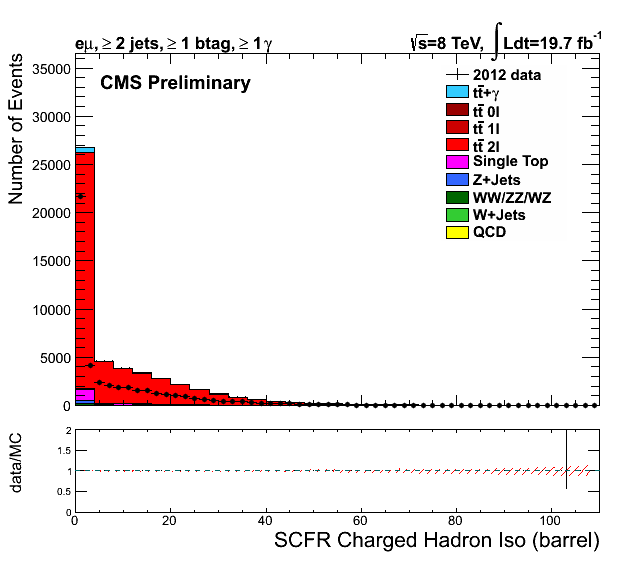 eμ, ≥ 2 jets, ≥ 1 btag, ≥ 1 γ
√s=8 TeV, ∫Ldt=19.7 fb⁻¹
CMS Preliminary
2012 data
tt̄+γ
tt̄ 0l
tt̄ 1l
tt̄ 2l
Single Top
Z+Jets
WW/ZZ/WZ
W+Jets
QCD
Number of Events
35000
30000
25000
20000
15000
10000
5000
0
data/MC
2
1.5
1
0.5
0
0 20 40 60 80 100
SCFR Charged Hadron Iso (barrel)